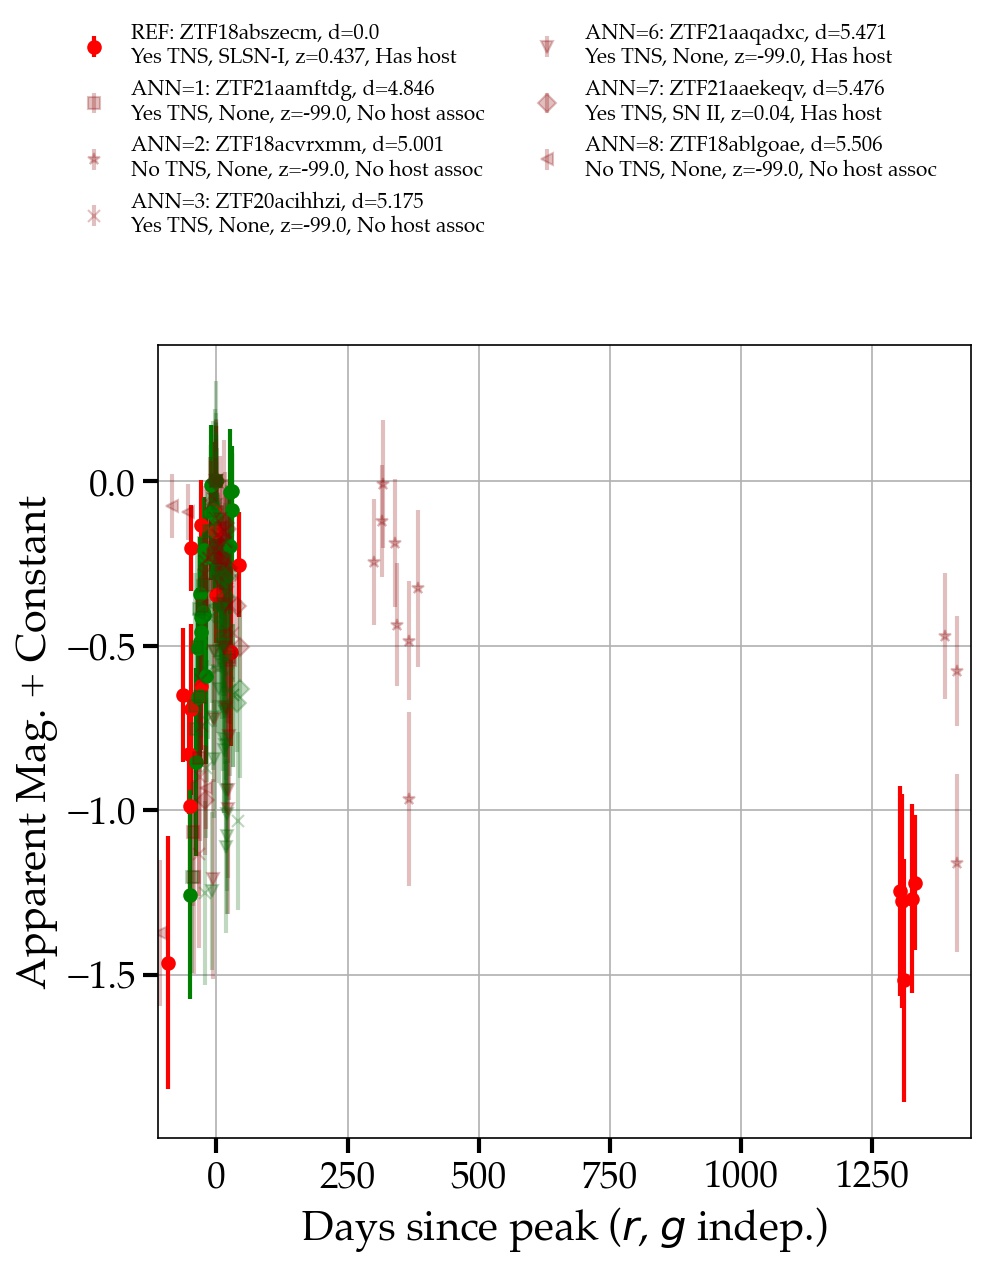 REF: ZTF18abszecm, d=0.0
Yes TNS, SLSN-I, z=0.437, Has host
ANN=1: ZTF21aamftdg, d=4.846
Yes TNS, None, z=-99.0, No host assoc
ANN=2: ZTF18acvrxmm, d=5.001
No TNS, None, z=-99.0, No host assoc
ANN=3: ZTF20acihhzi, d=5.175
Yes TNS, None, z=-99.0, No host assoc
ANN=6: ZTF21aaqadxc, d=5.471
Yes TNS, None, z=-99.0, Has host
ANN=7: ZTF21aaekeqv, d=5.476
Yes TNS, SN II, z=0.04, Has host
ANN=8: ZTF18ablgoae, d=5.506
No TNS, None, z=-99.0, No host assoc
Apparent Mag. + Constant
0.0
−0.5
−1.0
−1.5
0 250 500 750 1000 1250
Days since peak (r, g indep.)